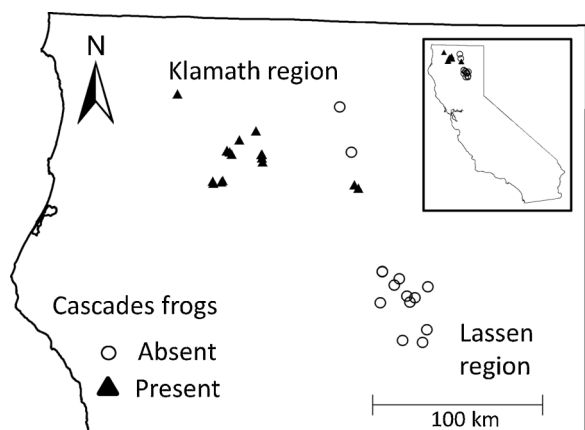 N
Klamath region
Cascades frogs
Absent
Present
Lassen
region
100 km